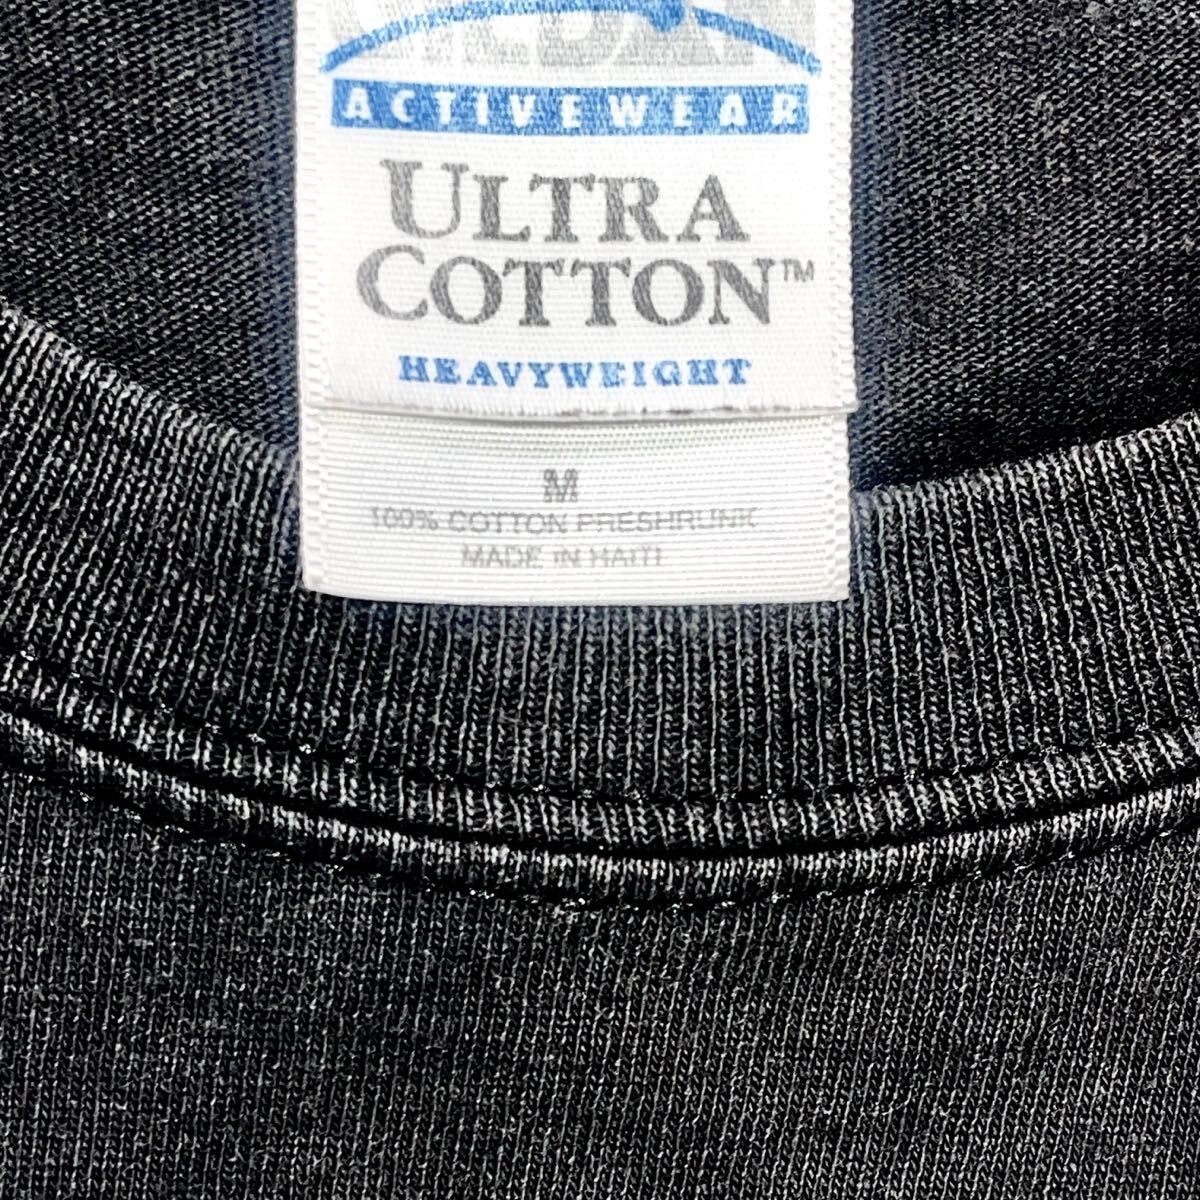 ACTIVEWEAR
ULTRA
COTTON™
HEAVYWEIGHT
M
100% COTTON PRESHRUNK
MADE IN HAITI